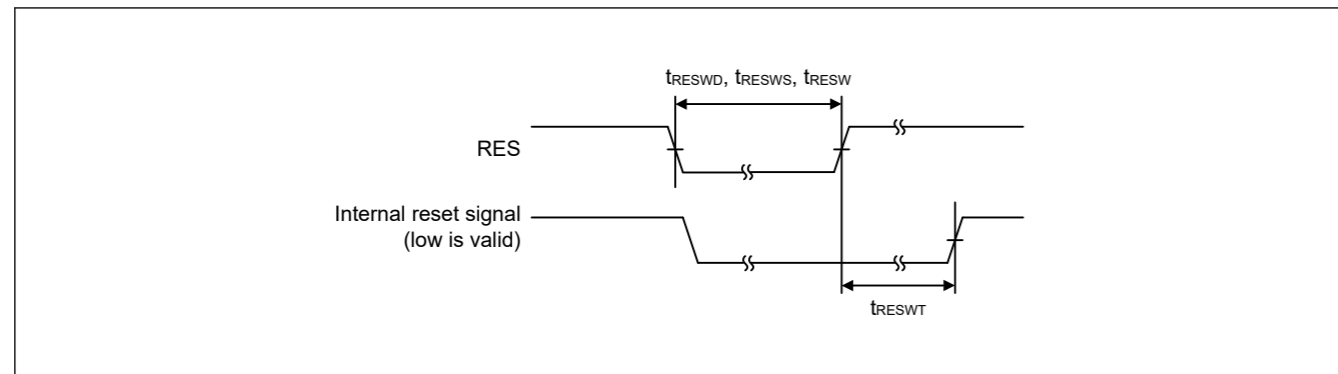 tRESWD, tRESWS, tRESW
RES
Internal reset signal
(low is valid)
tRESWT